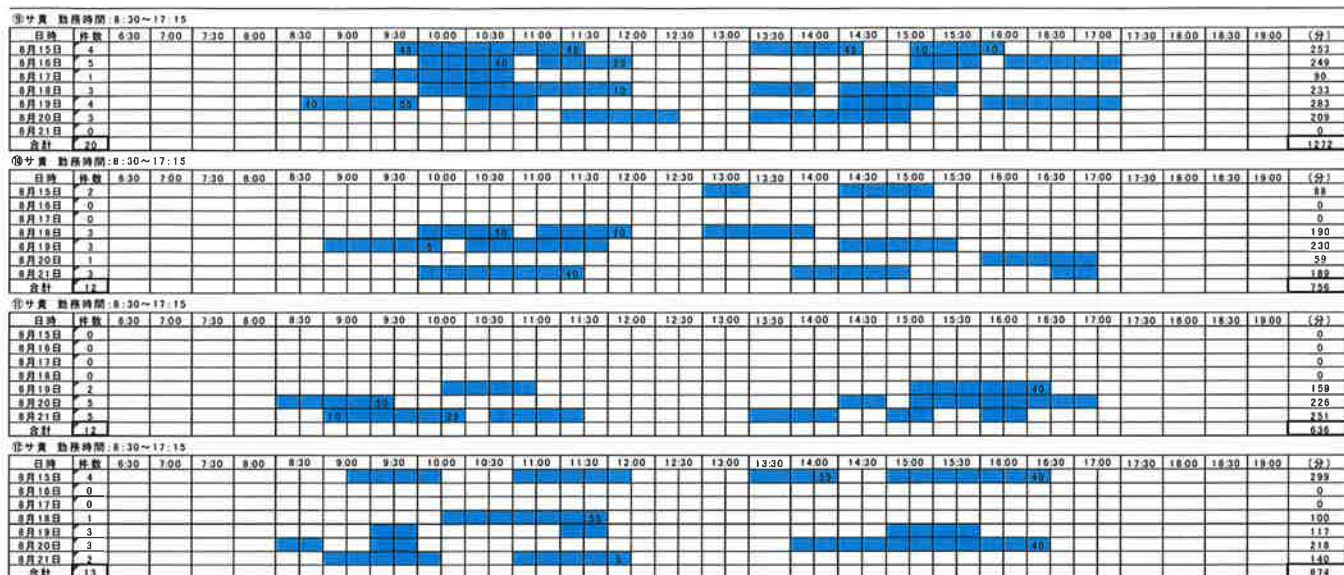 ⑨サ責 勤務時間:8:30～17:15
日時 件数 6:30 7:00 7:30 8:00 8:30 9:00 9:30 10:00 10:30 11:00 11:30 12:00 12:30 13:00 13:30 14:00 14:30 15:00 15:30 16:00 16:30 17:00 17:30 18:00 18:30 19:00 (分)
8月15日 4 45 40 45 10 10 253
8月16日 5 40 20 249
8月17日 1 90
8月18日 3 10 233
8月19日 4 40 55 283
8月20日 3 209
8月21日 0 0
合計 20 1272
⑩サ責 勤務時間:8:30～17:15
日時 件数 6:30 7:00 7:30 8:00 8:30 9:00 9:30 10:00 10:30 11:00 11:30 12:00 12:30 13:00 13:30 14:00 14:30 15:00 15:30 16:00 16:30 17:00 17:30 18:00 18:30 19:00 (分)
8月15日 2 88
8月16日 0 0
8月17日 0 0
8月18日 3 190
8月19日 3 5 230
8月20日 1 59
8月21日 3 40 189
合計 12 756
⑪サ責 勤務時間:8:30～17:15
日時 件数 6:30 7:00 7:30 8:00 8:30 9:00 9:30 10:00 10:30 11:00 11:30 12:00 12:30 13:00 13:30 14:00 14:30 15:00 15:30 16:00 16:30 17:00 17:30 18:00 18:30 19:00 (分)
8月15日 0 0
8月16日 0 0
8月17日 0 0
8月18日 0 0
8月19日 2 40 159
8月20日 5 226
8月21日 5 10 251
合計 12 636
⑫サ責 勤務時間:8:30～17:15
日時 件数 6:30 7:00 7:30 8:00 8:30 9:00 9:30 10:00 10:30 11:00 11:30 12:00 12:30 13:00 13:30 14:00 14:30 15:00 15:30 16:00 16:30 17:00 17:30 18:00 18:30 19:00 (分)
8月15日 4 55 40 299
8月16日 0 0
8月17日 0 0
8月18日 1 55 100
8月19日 3 117
8月20日 3 40 218
8月21日 2 5 140
合計 13 874